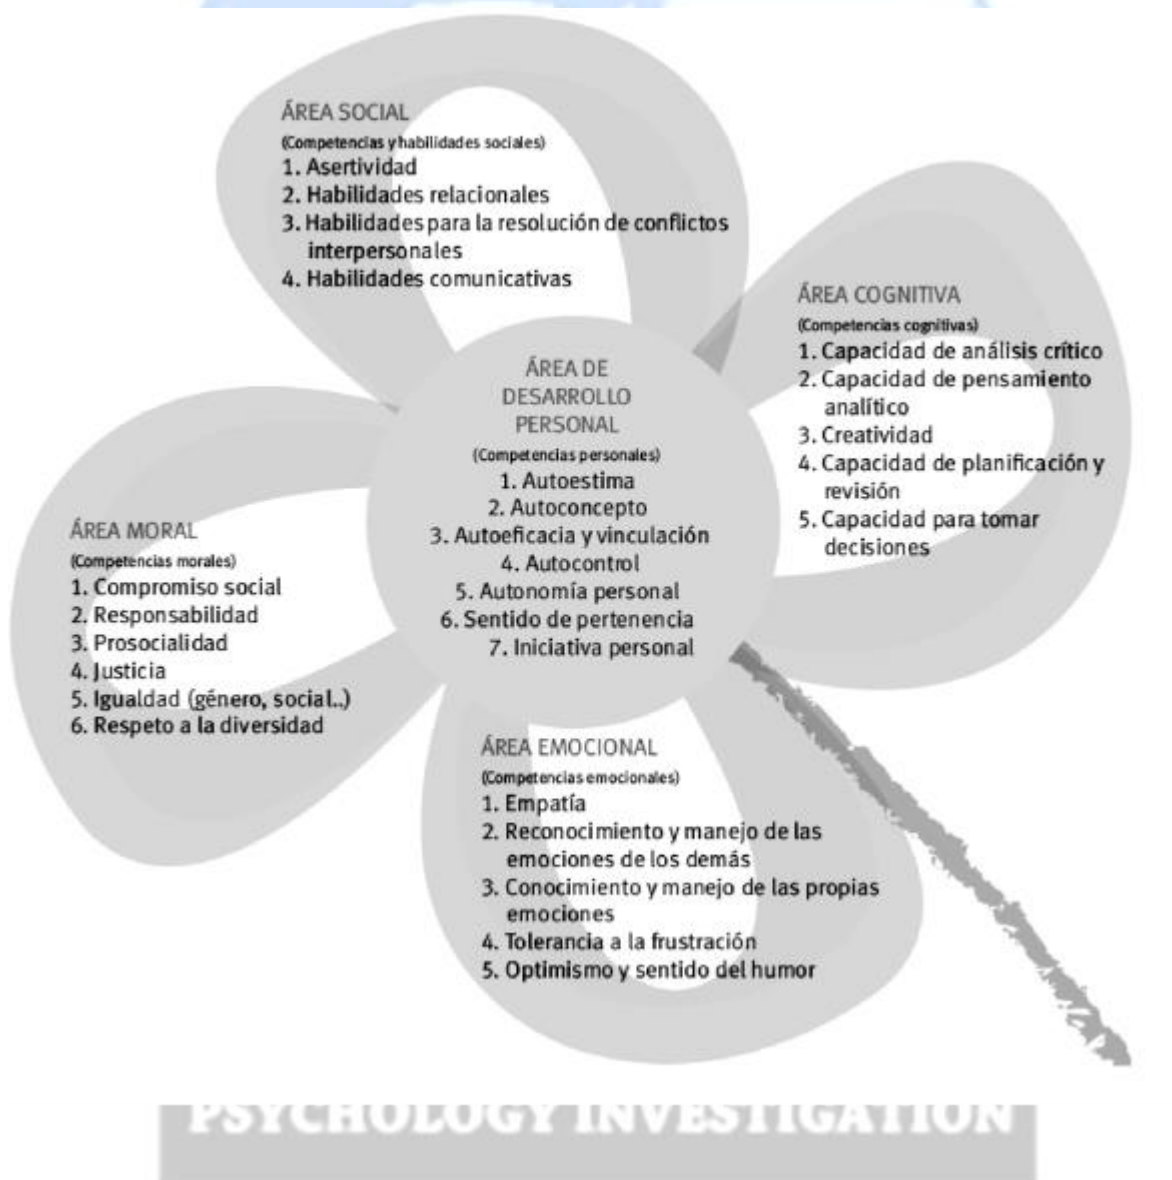 ÁREA SOCIAL
(Competencias y habilidades sociales)
1. Asertividad
2. Habilidades relacionales
3. Habilidades para la resolución de conflictos
interpersonales
4. Habilidades comunicativas
ÁREA COGNITIVA
(Competencias cognitivas)
1. Capacidad de análisis crítico
2. Capacidad de pensamiento
analítico
3. Creatividad
4. Capacidad de planificación y
revisión
5. Capacidad para tomar
decisiones
ÁREA DE
DESARROLLO
PERSONAL
(Competencias personales)
1. Autoestima
2. Autoconcepto
3. Autoeficacia y vinculación
4. Autocontrol
5. Autonomía personal
6. Sentido de pertenencia
7. Iniciativa personal
ÁREA MORAL
(Competencias morales)
1. Compromiso social
2. Responsabilidad
3. Prosocialidad
4. Justicia
5. Igualdad (género, social..)
6. Respeto a la diversidad
ÁREA EMOCIONAL
(Competencias emocionales)
1. Empatía
2. Reconocimiento y manejo de las
emociones de los demás
3. Conocimiento y manejo de las propias
emociones
4. Tolerancia a la frustración
5. Optimismo y sentido del humor
PSYCHOLOGY INVESTIGATION